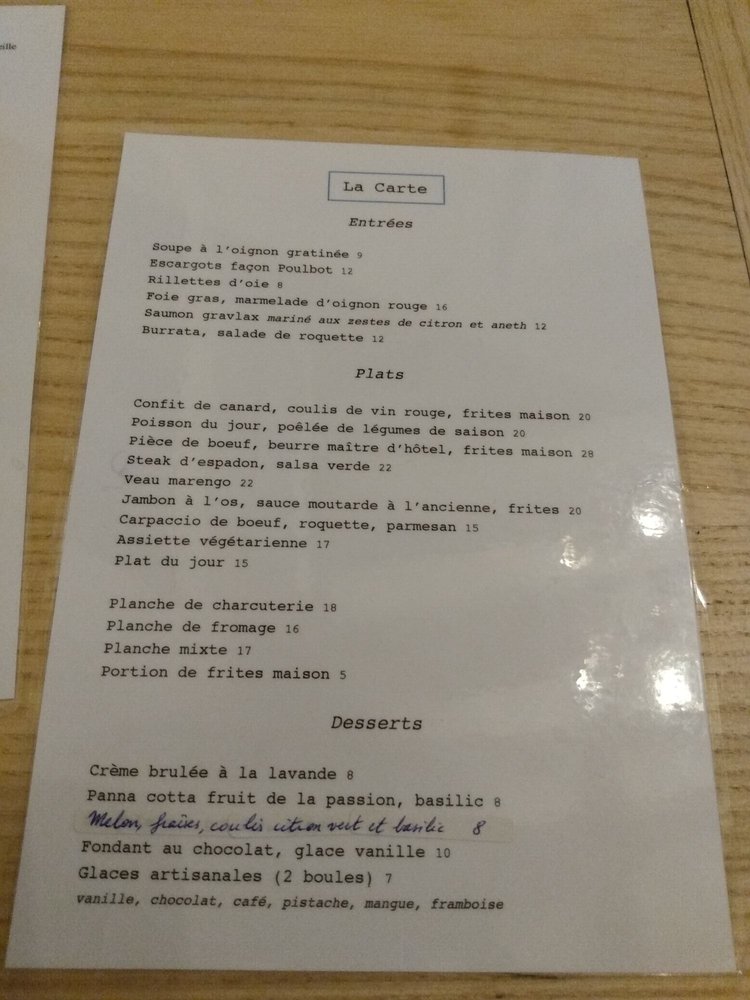 eille
La Carte
Entrées
Soupe à l'oignon gratinée 9
Escargots façon Poulbot 12
Rillettes d'oie 8
Foie gras, marmelade d'oignon rouge 16
Saumon gravlax mariné aux zestes de citron et aneth 12
Burrata, salade de roquette 12
Plats
Confit de canard, coulis de vin rouge, frites maison 20
Poisson du jour, poêlée de légumes de saison 20
Pièce de boeuf, beurre maître d'hôtel, frites maison 28
Steak d'espadon, salsa verde 22
Veau marengo 22
Jambon à l'os, sauce moutarde à l'ancienne, frites 20
Carpaccio de boeuf, roquette, parmesan 15
Assiette végétarienne 17
Plat du jour 15
Planche de charcuterie 18
Planche de fromage 16
Planche mixte 17
Portion de frites maison 5
Desserts
Crème brulée à la lavande 8
Panna cotta fruit de la passion, basilic 8
Melon, fraises, coulis citron vert et basilic 8
Fondant au chocolat, glace vanille 10
Glaces artisanales (2 boules) 7
vanille, chocolat, café, pistache, mangue, framboise